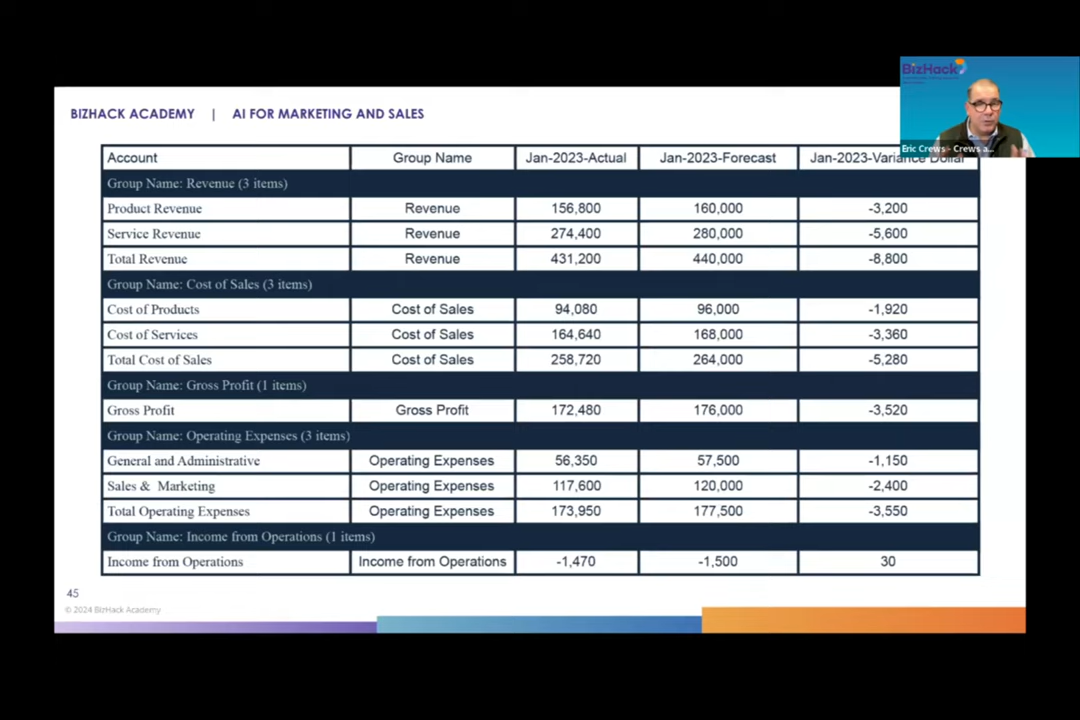 BizHack
Eric Crews - Crews a...
BIZHACK ACADEMY | AI FOR MARKETING AND SALES
Account Group Name Jan-2023-Actual Jan-2023-Forecast Jan-2023-Variance Dollar
Group Name: Revenue (3 items)
Product Revenue Revenue 156,800 160,000 -3,200
Service Revenue Revenue 274,400 280,000 -5,600
Total Revenue Revenue 431,200 440,000 -8,800
Group Name: Cost of Sales (3 items)
Cost of Products Cost of Sales 94,080 96,000 -1,920
Cost of Services Cost of Sales 164,640 168,000 -3,360
Total Cost of Sales Cost of Sales 258,720 264,000 -5,280
Group Name: Gross Profit (1 items)
Gross Profit Gross Profit 172,480 176,000 -3,520
Group Name: Operating Expenses (3 items)
General and Administrative Operating Expenses 56,350 57,500 -1,150
Sales & Marketing Operating Expenses 117,600 120,000 -2,400
Total Operating Expenses Operating Expenses 173,950 177,500 -3,550
Group Name: Income from Operations (1 items)
Income from Operations Income from Operations -1,470 -1,500 30
45
© 2024 BizHack Academy